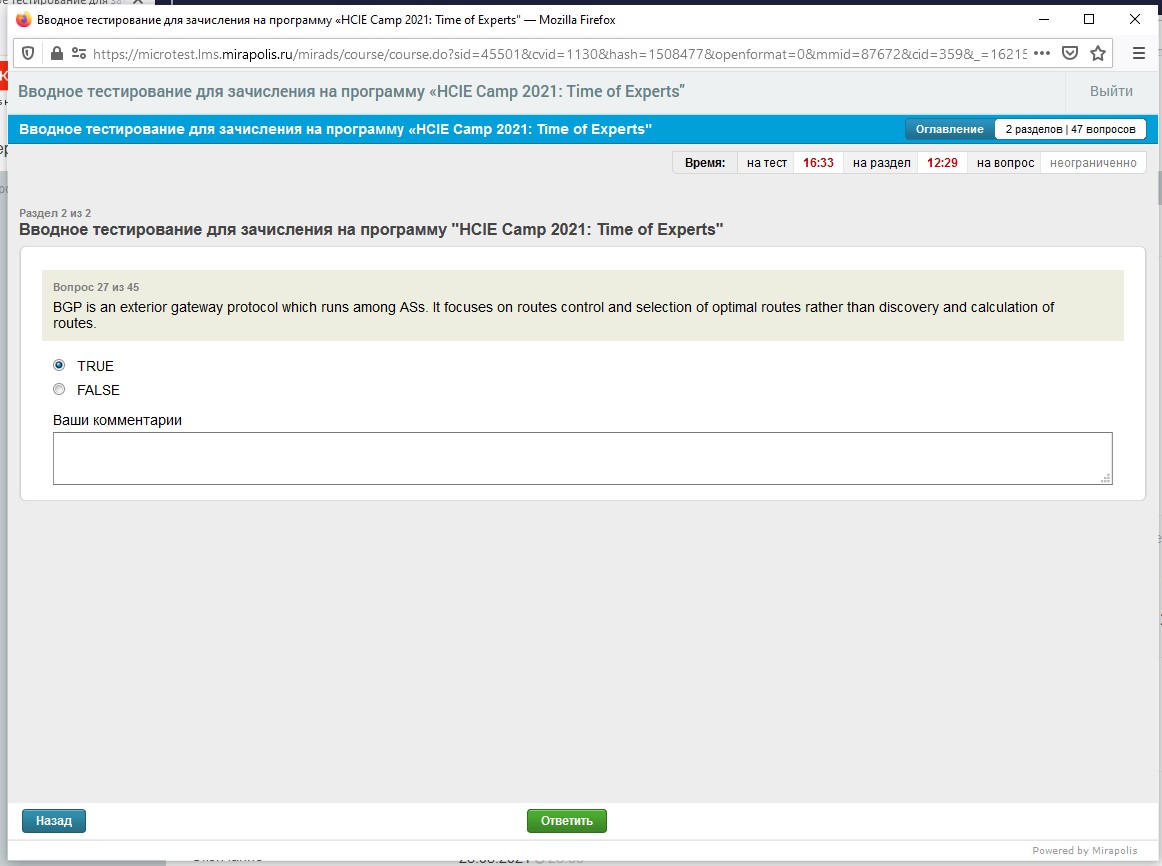 Вводное тестирование для зачисления на программу «HCIE Camp 2021: Time of Experts" — Mozilla Firefox
https://microtest.lms.mirapolis.ru/mirads/course/course.do?sid=45501&cvid=1130&hash=1508477&openformat=0&mmid=87672&cid=359&_=16215
Вводное тестирование для зачисления на программу «HCIE Camp 2021: Time of Experts"
Выйти
Вводное тестирование для зачисления на программу «HCIE Camp 2021: Time of Experts"
Оглавление 2 разделов | 47 вопросов
Время: на тест 16:33 на раздел 12:29 на вопрос неограниченно
Раздел 2 из 2
Вводное тестирование для зачисления на программу "HCIE Camp 2021: Time of Experts"
Вопрос 27 из 45
BGP is an exterior gateway protocol which runs among ASs. It focuses on routes control and selection of optimal routes rather than discovery and calculation of
routes.
TRUE
FALSE
Ваши комментарии
Назад
Ответить
Powered by Mirapolis